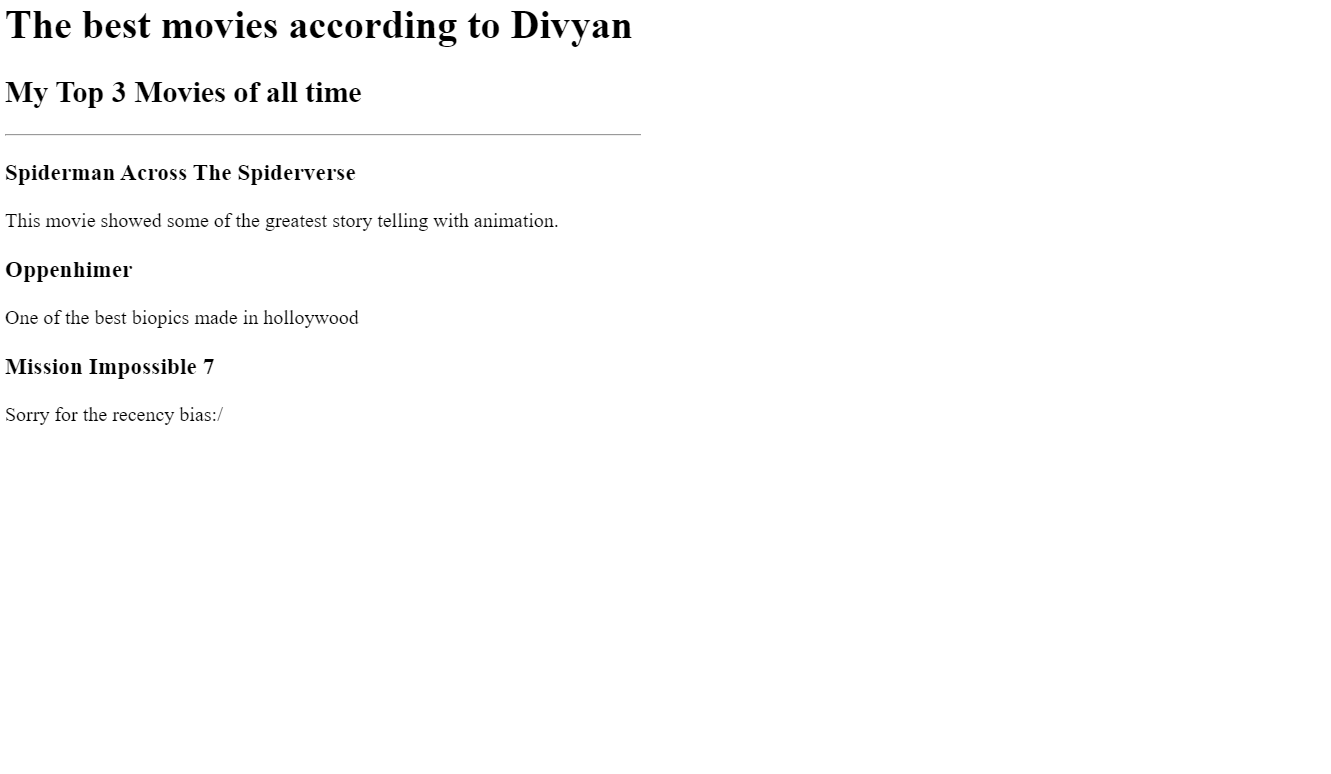 The best movies according to Divyan
My Top 3 Movies of all time
Spiderman Across The Spiderverse
This movie showed some of the greatest story telling with animation.
Oppenhimer
One of the best biopics made in holloywood
Mission Impossible 7
Sorry for the recency bias:/